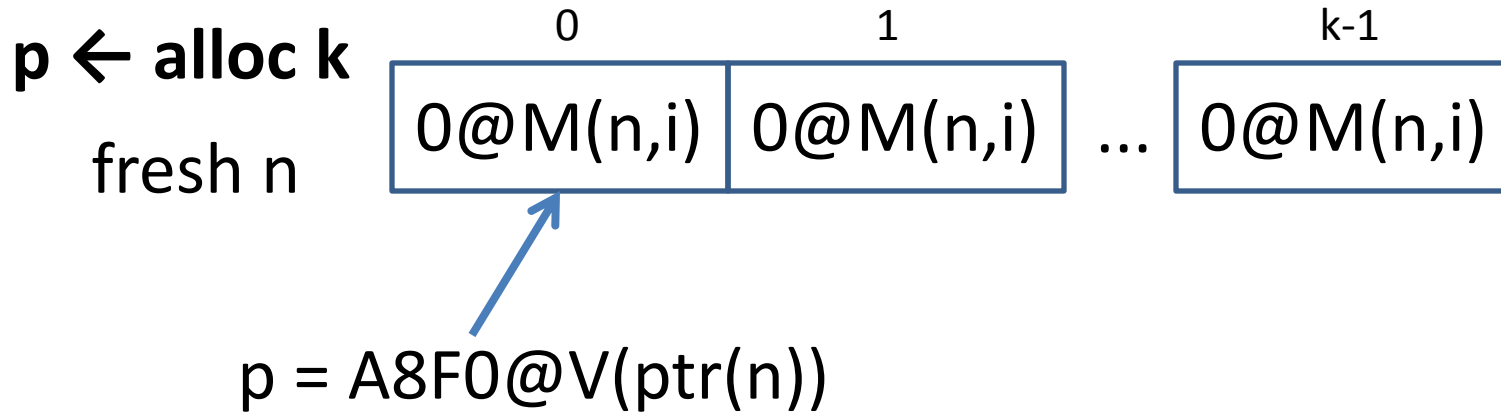 0 1 k-1
p ← alloc k
0@M(n,i) 0@M(n,i) ... 0@M(n,i)
fresh n
p = A8F0@V(ptr(n))